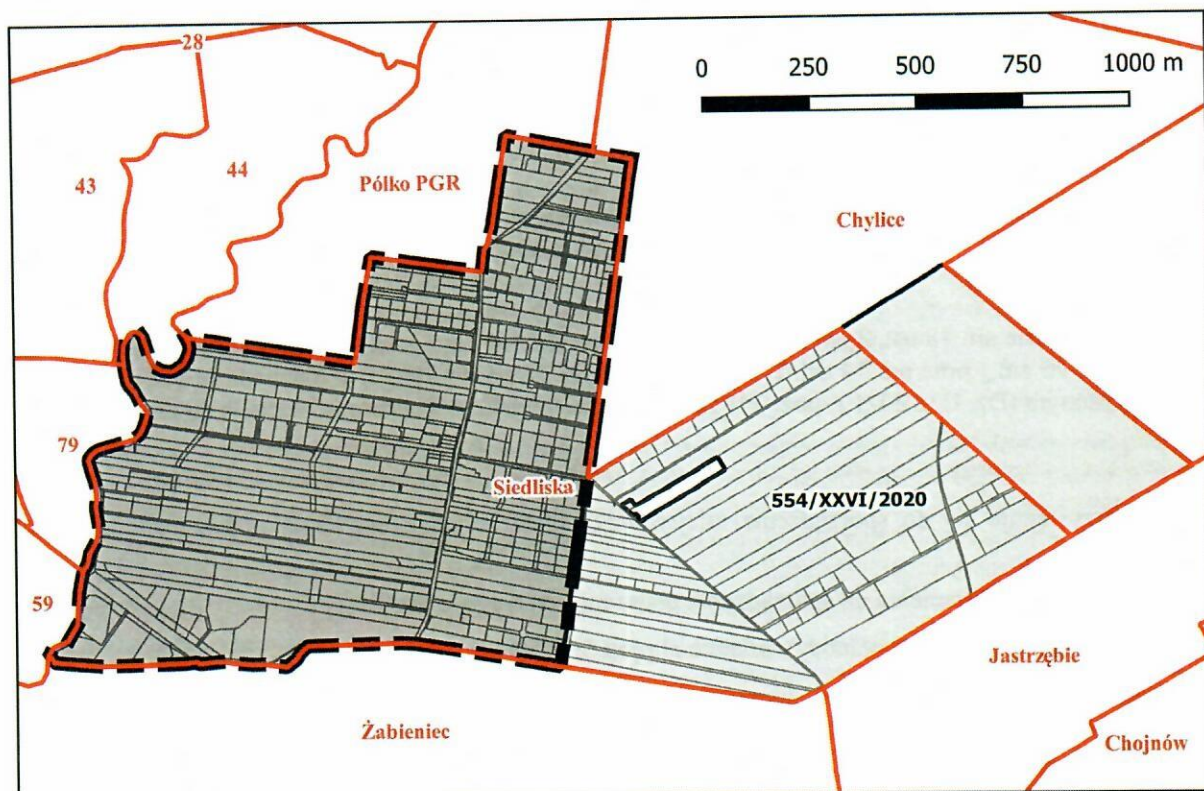 28
0 250 500 750 1000 m
43
44
Pólko PGR
Chylice
79
Siedliska
554/XXVI/2020
59
Jastrzębie
Żabieniec
Chojnów